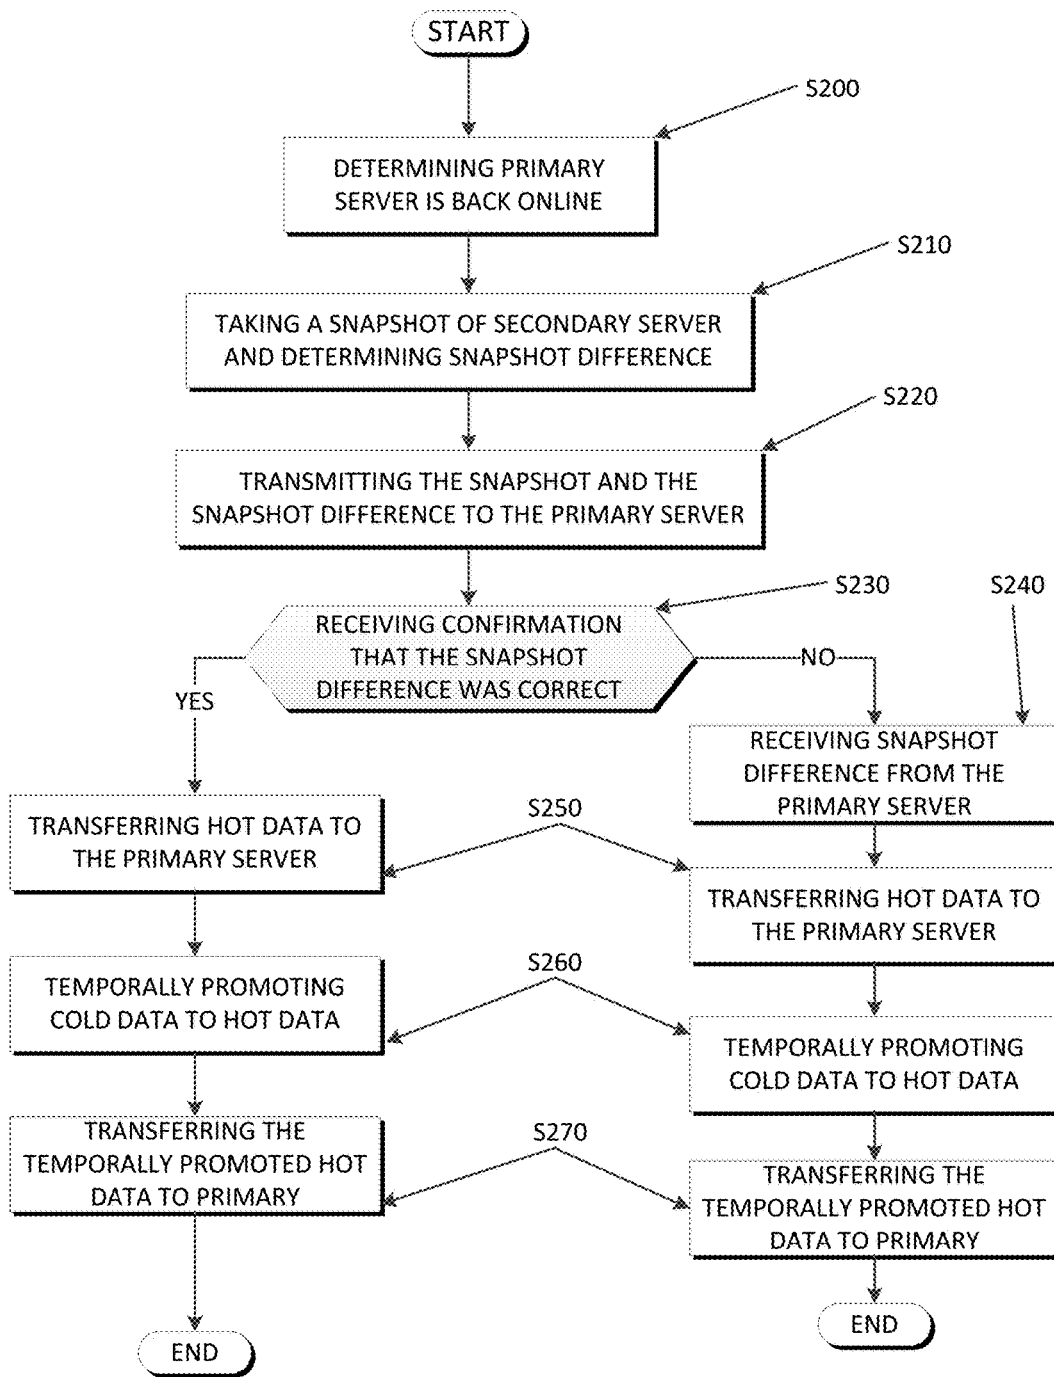 START
S200
DETERMINING PRIMARY
SERVER IS BACK ONLINE
S210
TAKING A SNAPSHOT OF SECONDARY SERVER
AND DETERMINING SNAPSHOT DIFFERENCE
S220
TRANSMITTING THE SNAPSHOT AND THE
SNAPSHOT DIFFERENCE TO THE PRIMARY SERVER
S230
S240
RECEIVING CONFIRMATION
THAT THE SNAPSHOT
DIFFERENCE WAS CORRECT
NO
YES
RECEIVING SNAPSHOT
DIFFERENCE FROM THE
PRIMARY SERVER
S250
TRANSFERRING HOT DATA TO
THE PRIMARY SERVER
TRANSFERRING HOT DATA TO
THE PRIMARY SERVER
S260
TEMPORALLY PROMOTING
COLD DATA TO HOT DATA
TEMPORALLY PROMOTING
COLD DATA TO HOT DATA
S270
TRANSFERRING THE
TEMPORALLY PROMOTED HOT
DATA TO PRIMARY
TRANSFERRING THE
TEMPORALLY PROMOTED HOT
DATA TO PRIMARY
END
END